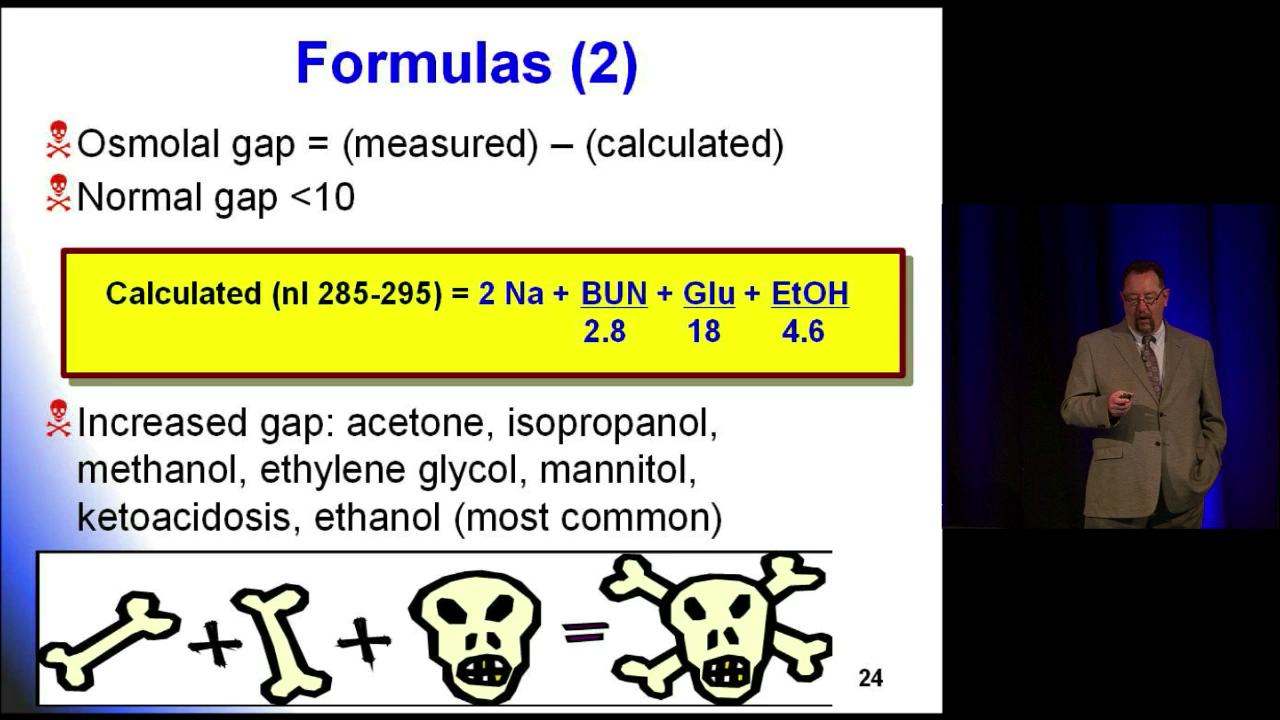 Formulas (2)
Osmolal gap = (measured) – (calculated)
Normal gap <10
Calculated (nl 285-295) = 2 Na + BUN + Glu + EtOH
2.8 18 4.6
Increased gap: acetone, isopropanol,
methanol, ethylene glycol, mannitol,
ketoacidosis, ethanol (most common)
+ + =
24